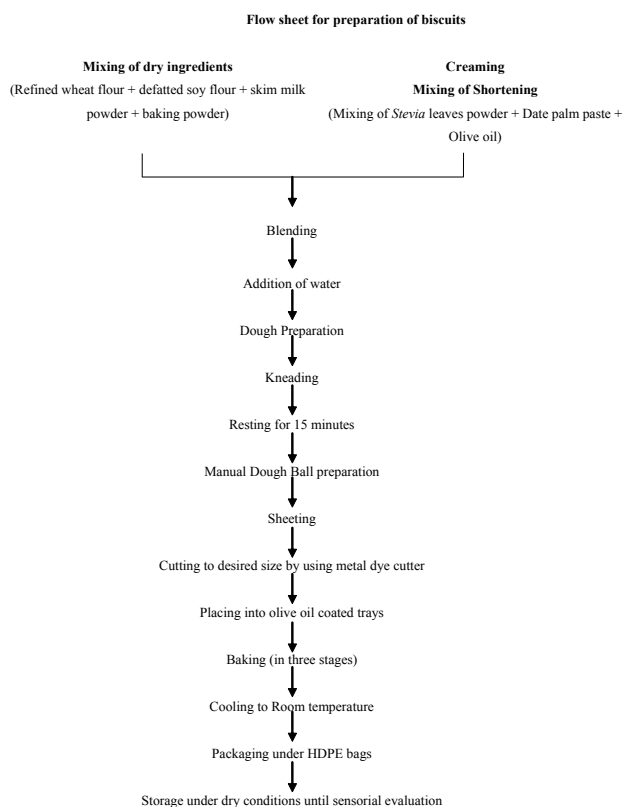 Flow sheet for preparation of biscuits
Mixing of dry ingredients
(Refined wheat flour + defatted soy flour + skim milk
powder + baking powder)
Creaming
Mixing of Shortening
(Mixing of Stevia leaves powder + Date palm paste +
Olive oil)
Blending
Addition of water
Dough Preparation
Kneading
Resting for 15 minutes
Manual Dough Ball preparation
Sheeting
Cutting to desired size by using metal dye cutter
Placing into olive oil coated trays
Baking (in three stages)
Cooling to Room temperature
Packaging under HDPE bags
Storage under dry conditions until sensorial evaluation